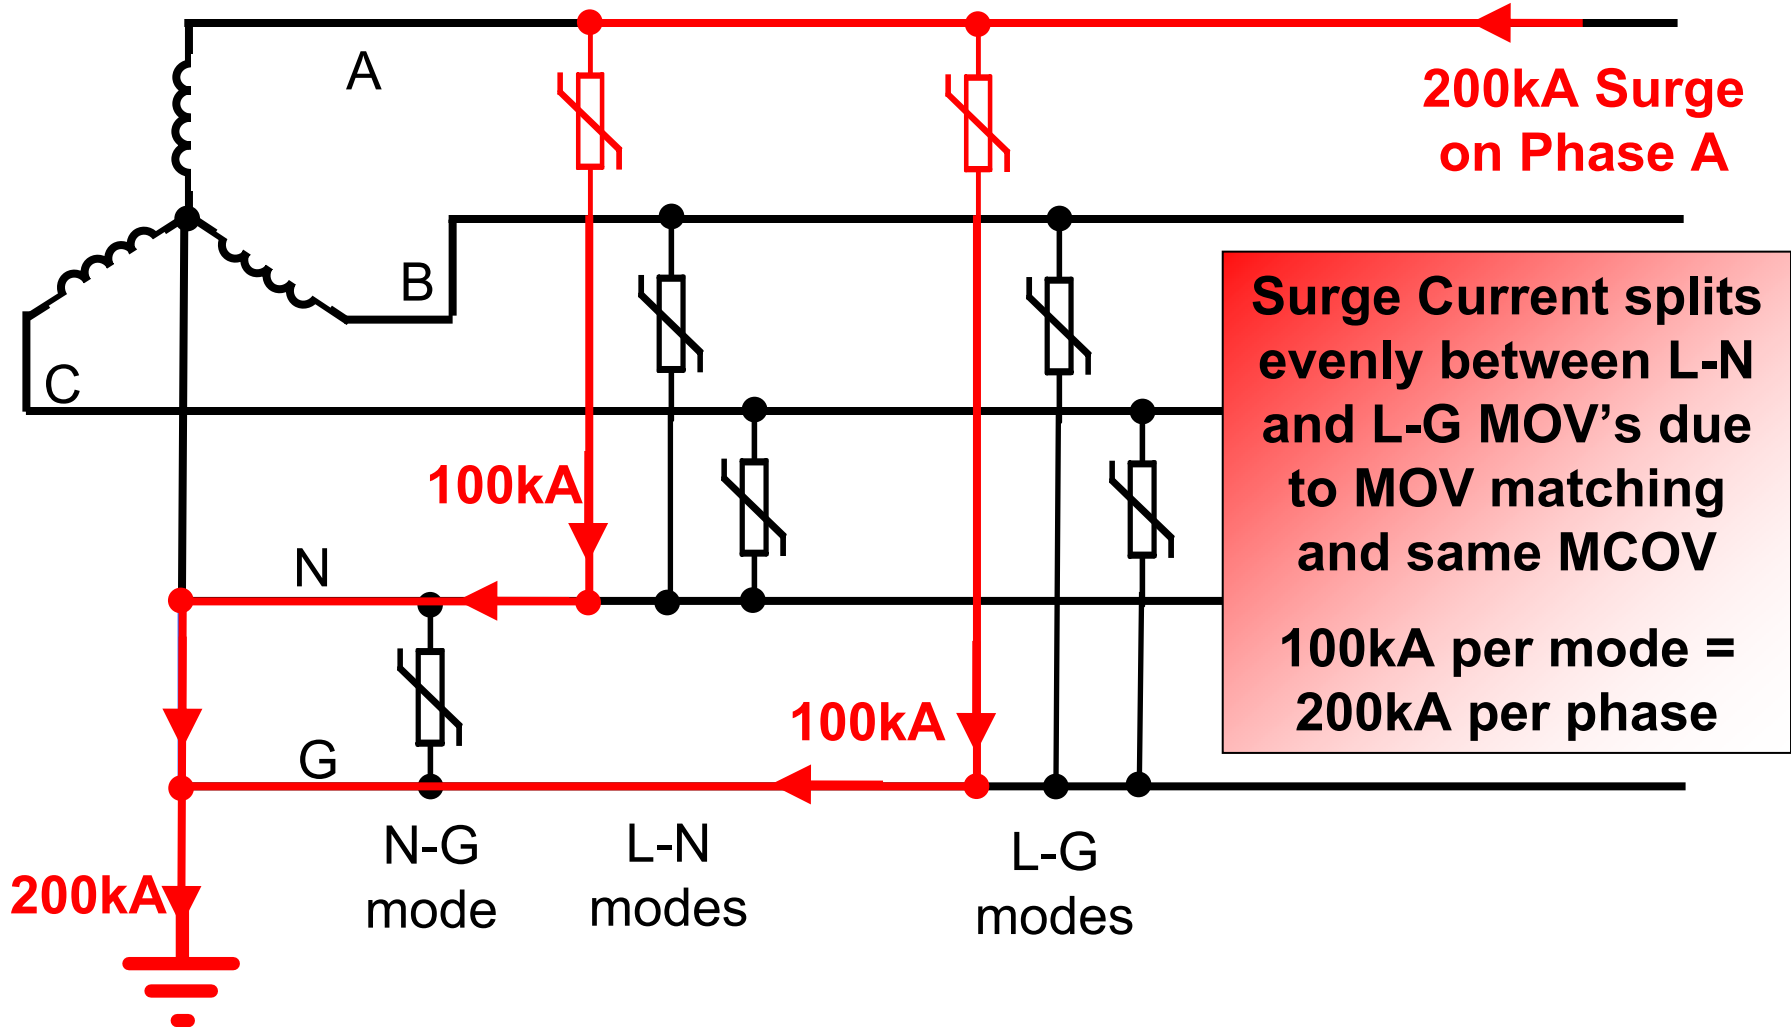 A
200kA Surge
on Phase A
B
C
Surge Current splits
evenly between L-N
and L-G MOV’s due
to MOV matching
and same MCOV
100kA per mode =
200kA per phase
100kA
N
100kA
G
N-G
mode
L-N
modes
L-G
modes
200kA